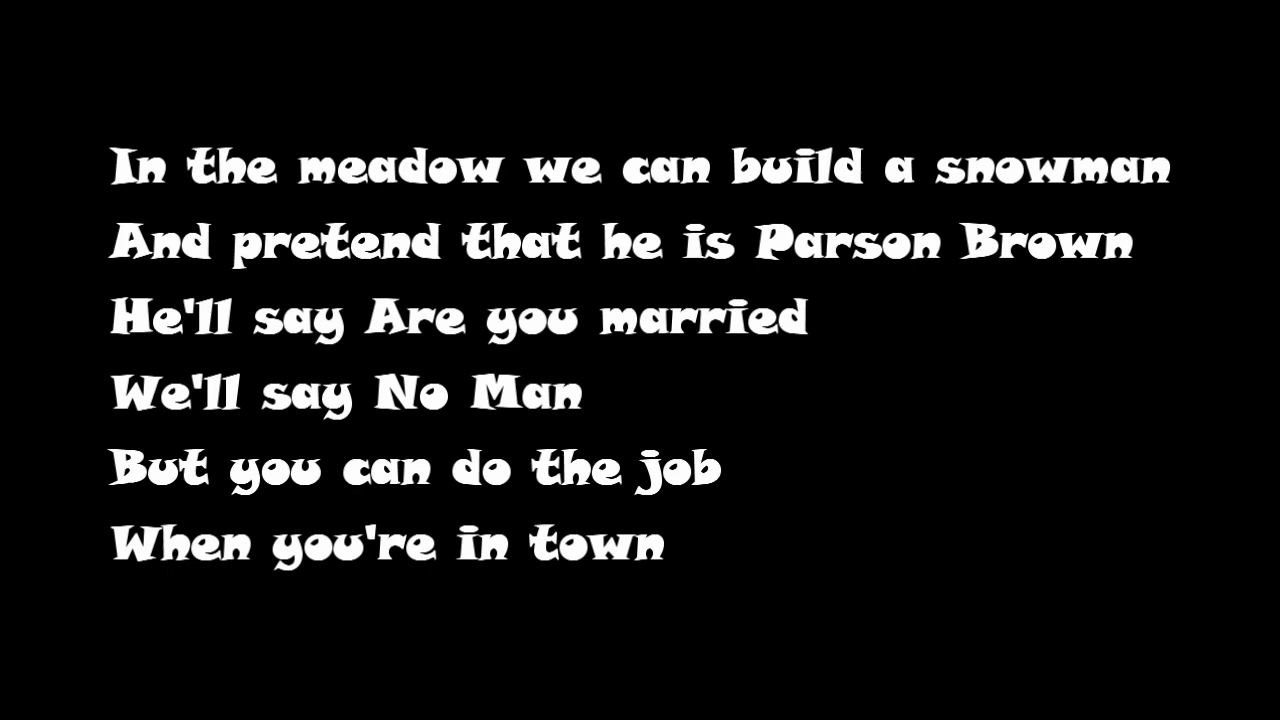 In the meadow we can build a snowman
And pretend that he is Parson Brown
He'll say Are you married
We'll say No Man
But you can do the job
When you're in town